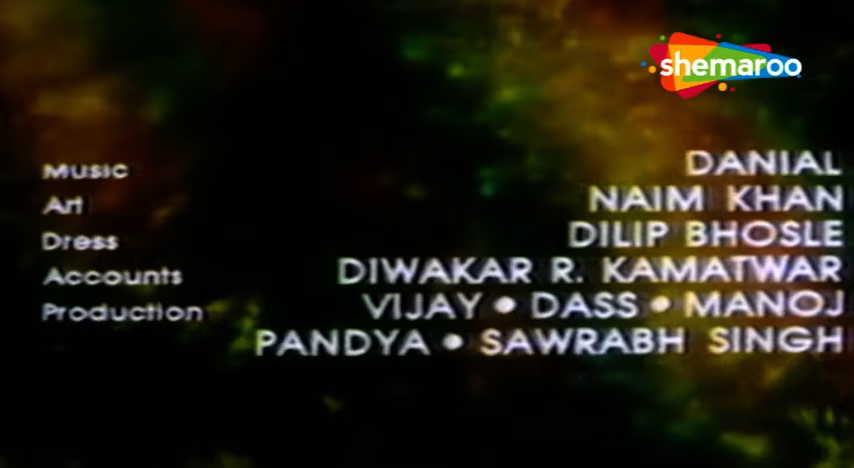 shemaroo
Music DANIAL
Art NAIM KHAN
Dress DILIP BHOSLE
Accounts DIWAKAR R. KAMATWAR
Production VIJAY • DASS • MANOJ
PANDYA • SAWRABH SINGH